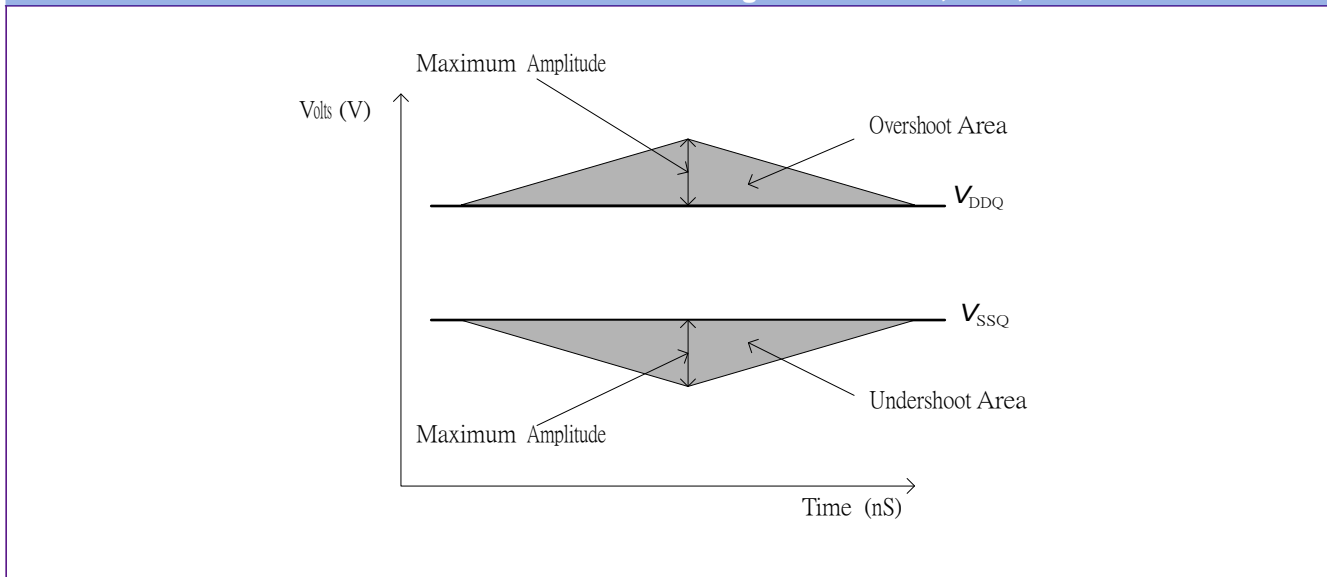 Maximum Amplitude
Volts (V)
Overshoot Area
VDDQ
VSSQ
Undershoot Area
Maximum Amplitude
Time (nS)